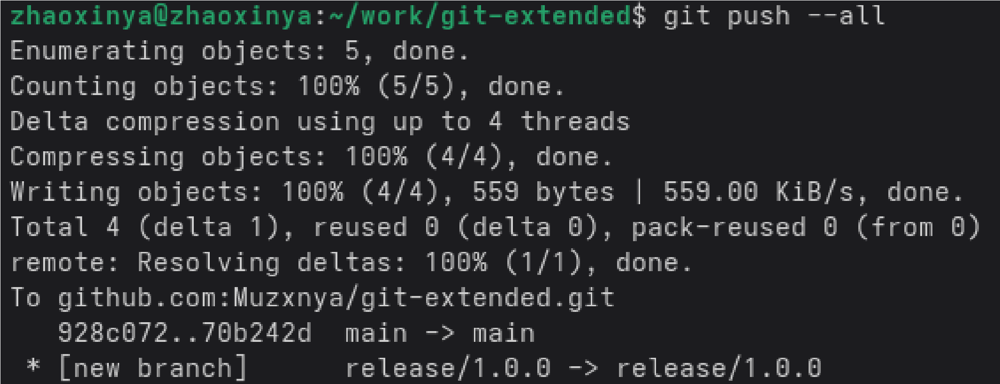 zhaoxinya@zhaoxinya:~/work/git-extended$ git push --all
Enumerating objects: 5, done.
Counting objects: 100% (5/5), done.
Delta compression using up to 4 threads
Compressing objects: 100% (4/4), done.
Writing objects: 100% (4/4), 559 bytes | 559.00 KiB/s, done.
Total 4 (delta 1), reused 0 (delta 0), pack-reused 0 (from 0)
remote: Resolving deltas: 100% (1/1), done.
To github.com:Muzxnya/git-extended.git
   928c072..70b242d  main -> main
 * [new branch]      release/1.0.0 -> release/1.0.0